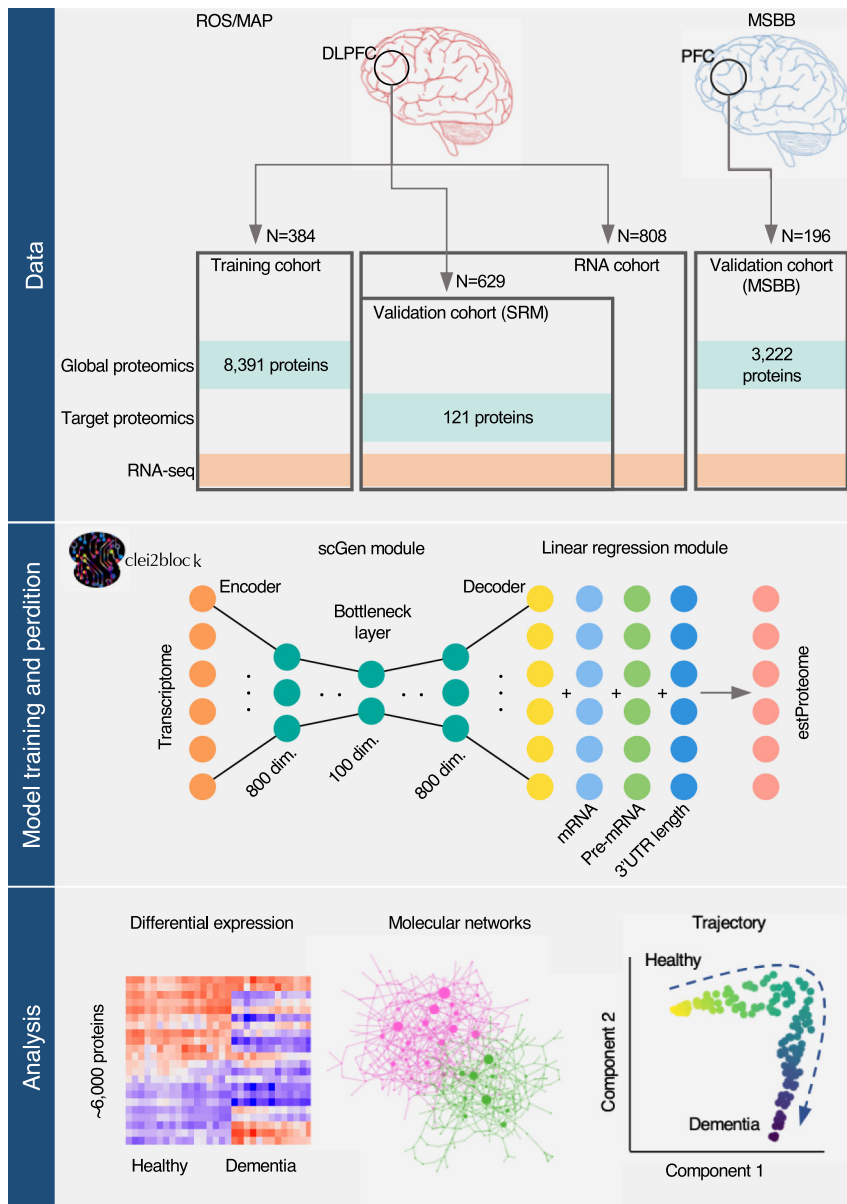 ROS/MAP
MSBB
DLPFC
PFC
Data
N=384
N=808
N=196
Training cohort
RNA cohort
Validation cohort
(MSBB)
N=629
Validation cohort (SRM)
Global proteomics
8,391 proteins
3,222
proteins
Target proteomics
121 proteins
RNA-seq
Model training and perdition
clei2block
scGen module
Linear regression module
Encoder
Decoder
Bottleneck
layer
Transcriptome
+
+
+
estProteome
800 dim.
100 dim.
800 dim.
mRNA
Pre-mRNA
3'UTR length
Analysis
Differential expression
Molecular networks
Trajectory
~6,000 proteins
Healthy
Dementia
Healthy
Dementia
Component 2
Component 1